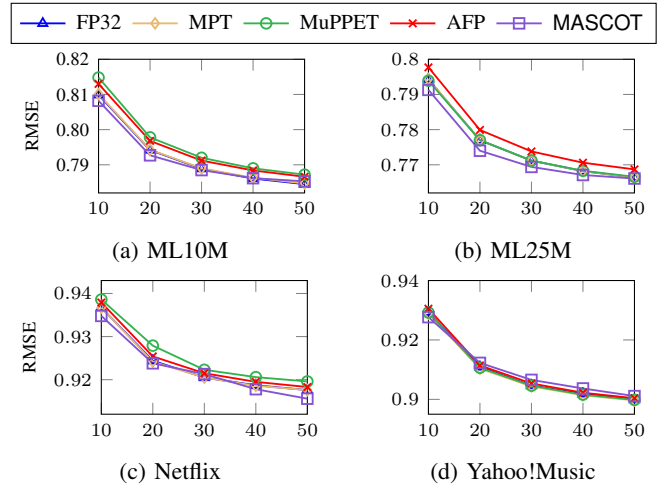 FP32 MPT MuPPET AFP MASCOT
0.82
0.81
0.80
0.79
RMSE
10 20 30 40 50
(a) ML10M
0.8
0.79
0.78
0.77
10 20 30 40 50
(b) ML25M
0.94
0.93
0.92
RMSE
10 20 30 40 50
(c) Netflix
0.94
0.92
0.9
10 20 30 40 50
(d) Yahoo!Music